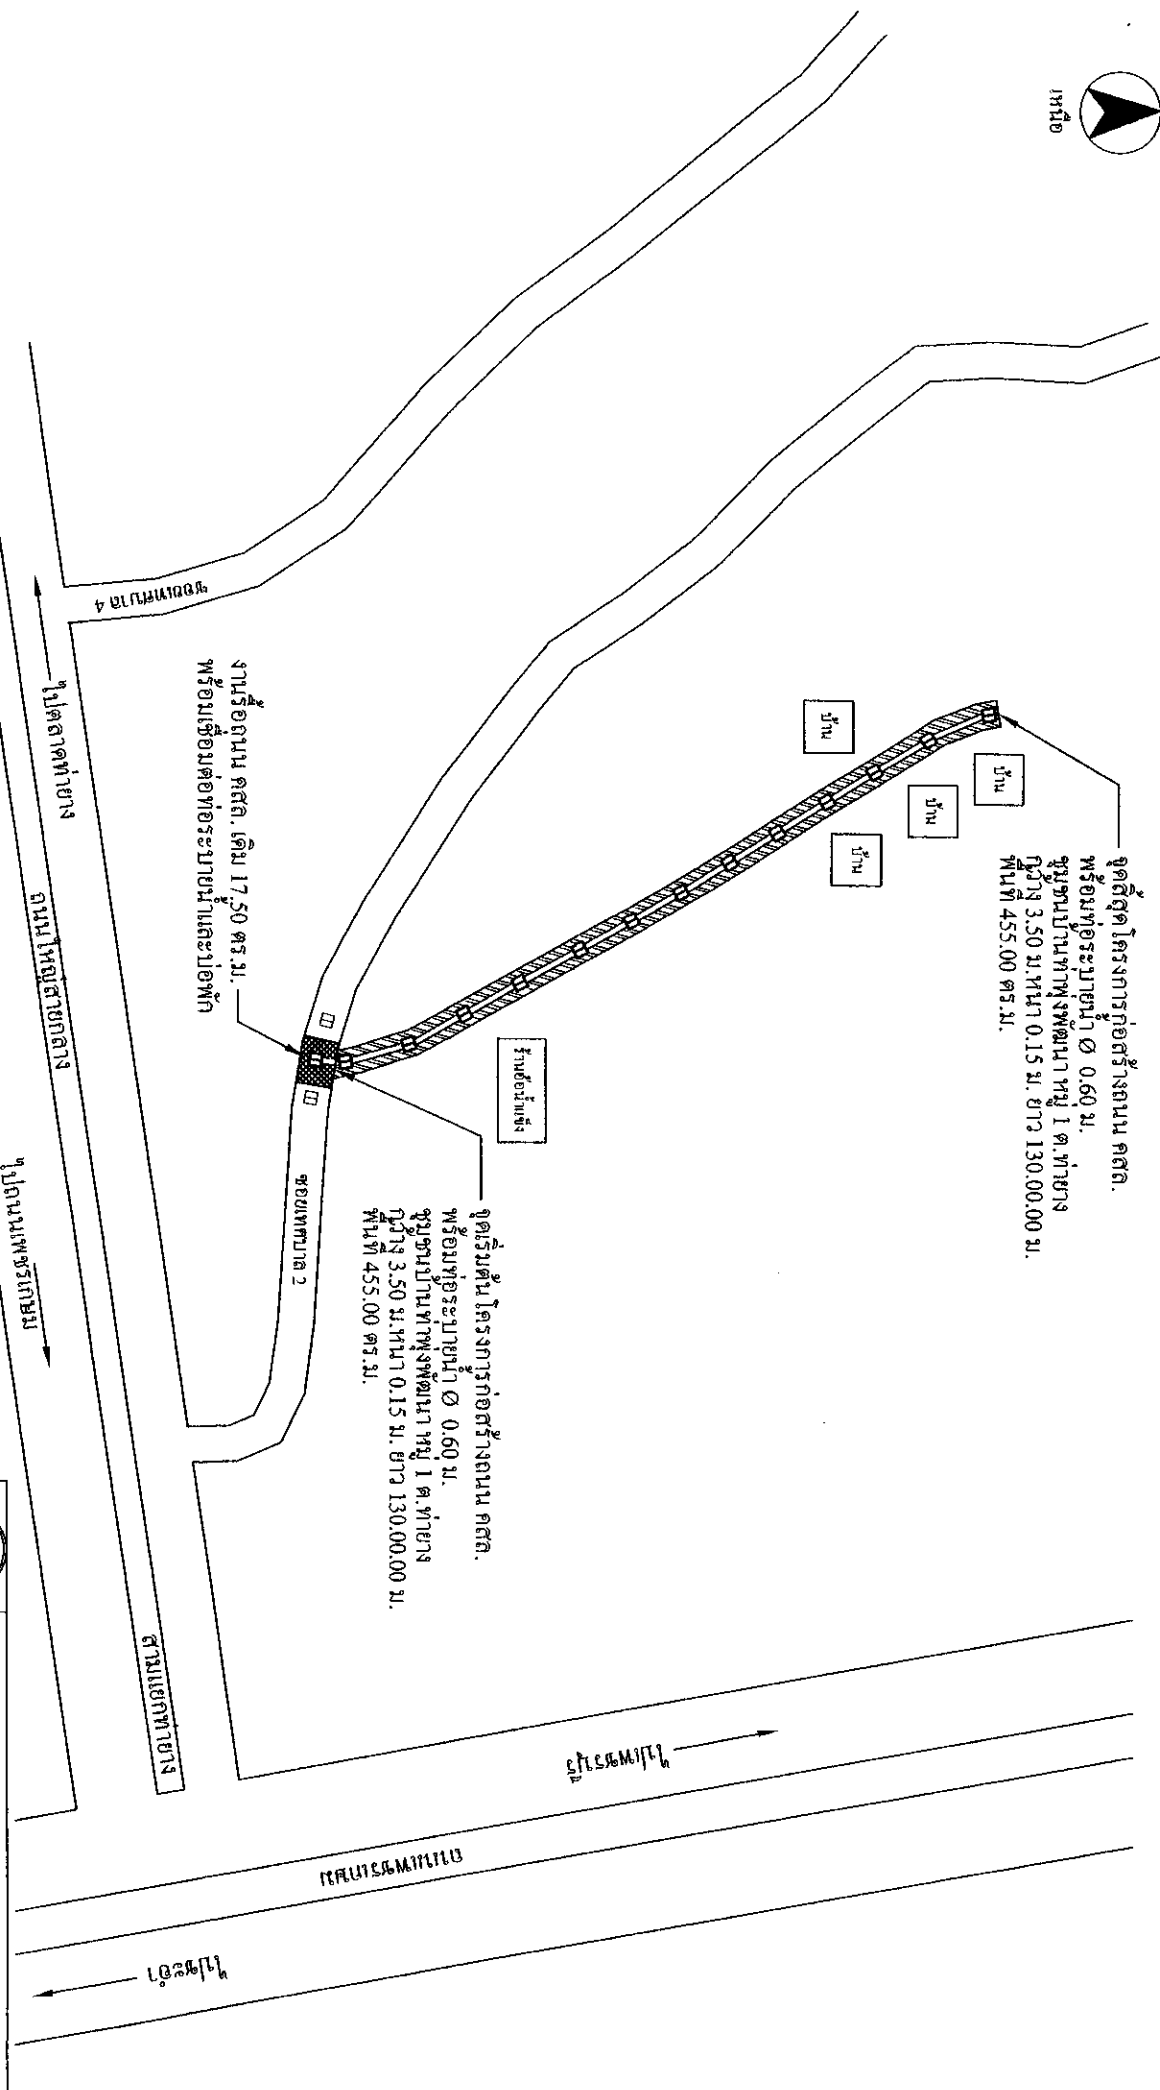 เหนือ
จุดสิ้นสุดโครงการก่อสร้างถนน คสล.
พร้อมท่อระบายน้ำ Ø 0.60 ม.
ชุมชนบ้านท่าพุ่งพัฒนา หมู่ 1 ต.ท่ายาง
กว้าง 3.50 ม.หนา 0.15 ม. ยาว 130.00.00 ม.
พื้นที่ 455.00 ตร.ม.
บ้าน
บ้าน
บ้าน
บ้าน
จุดเริ่มต้นโครงการก่อสร้างถนน คสล.
พร้อมท่อระบายน้ำ Ø 0.60 ม.
ชุมชนบ้านท่าพุ่งพัฒนา หมู่ 1 ต.ท่ายาง
กว้าง 3.50 ม.หนา 0.15 ม. ยาว 130.00.00 ม.
พื้นที่ 455.00 ตร.ม.
งานรื้อถนน คสล. เดิม 17.50 ตร.ม.
พร้อมเชื่อมต่อท่อระบายน้ำและบ่อพัก
ซอยเทศบาล 4
ซอยเทศบาล 2
ไปตลาดท่ายาง
ถนนใหญ่สายกลาง
ไปถนนเพชรเกษม
สามแยกท่ายาง
ไปเพชรบุรี
ถนนเพชรเกษม
ไปชะอำ